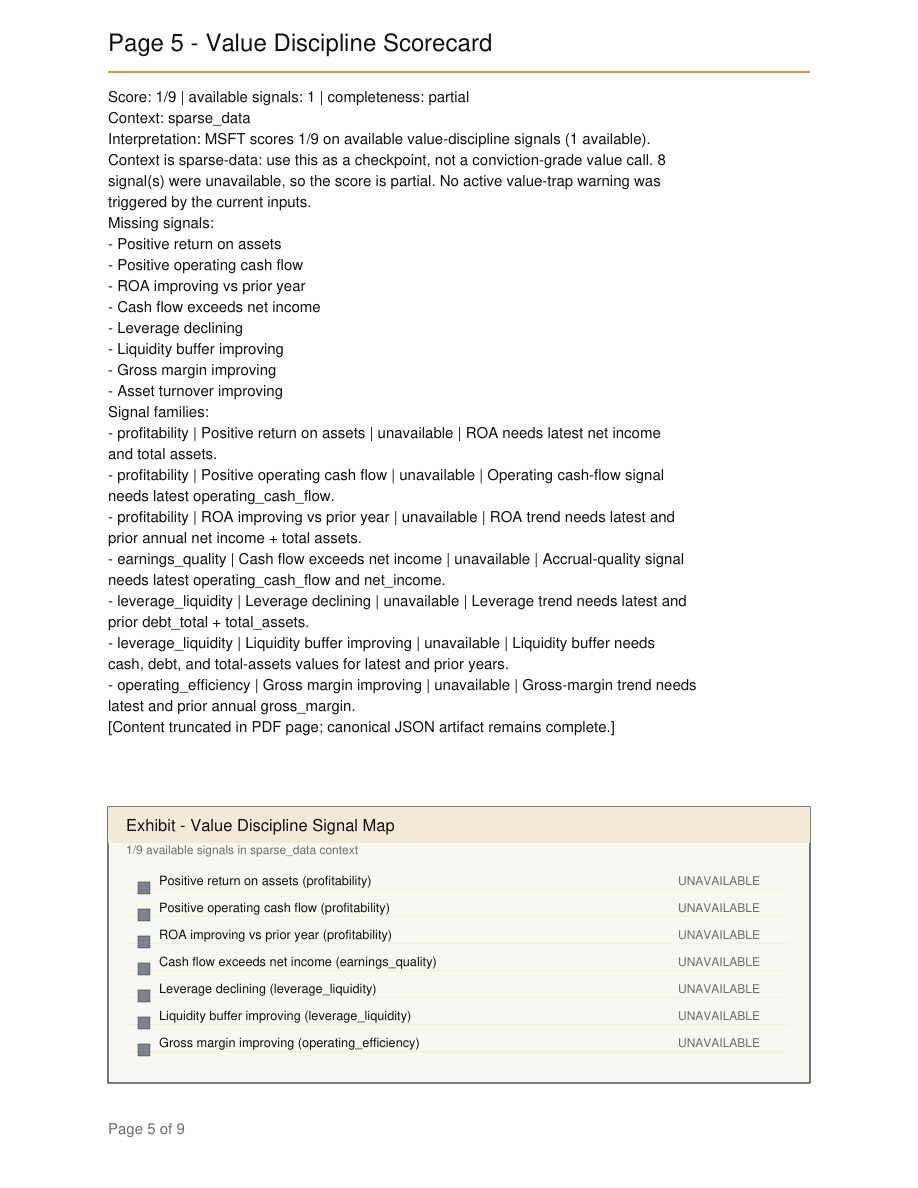 Page 5 - Value Discipline Scorecard
Score: 1/9 | available signals: 1 | completeness: partial
Context: sparse_data
Interpretation: MSFT scores 1/9 on available value-discipline signals (1 available).
Context is sparse-data: use this as a checkpoint, not a conviction-grade value call. 8
signal(s) were unavailable, so the score is partial. No active value-trap warning was
triggered by the current inputs.
Missing signals:
- Positive return on assets
- Positive operating cash flow
- ROA improving vs prior year
- Cash flow exceeds net income
- Leverage declining
- Liquidity buffer improving
- Gross margin improving
- Asset turnover improving
Signal families:
- profitability | Positive return on assets | unavailable | ROA needs latest net income
and total assets.
- profitability | Positive operating cash flow | unavailable | Operating cash-flow signal
needs latest operating_cash_flow.
- profitability | ROA improving vs prior year | unavailable | ROA trend needs latest and
prior annual net income + total assets.
- earnings_quality | Cash flow exceeds net income | unavailable | Accrual-quality signal
needs latest operating_cash_flow and net_income.
- leverage_liquidity | Leverage declining | unavailable | Leverage trend needs latest and
prior debt_total + total_assets.
- leverage_liquidity | Liquidity buffer improving | unavailable | Liquidity buffer needs
cash, debt, and total-assets values for latest and prior years.
- operating_efficiency | Gross margin improving | unavailable | Gross-margin trend needs
latest and prior annual gross_margin.
[Content truncated in PDF page; canonical JSON artifact remains complete.]
Exhibit - Value Discipline Signal Map
1/9 available signals in sparse_data context
Positive return on assets (profitability) UNAVAILABLE
Positive operating cash flow (profitability) UNAVAILABLE
ROA improving vs prior year (profitability) UNAVAILABLE
Cash flow exceeds net income (earnings_quality) UNAVAILABLE
Leverage declining (leverage_liquidity) UNAVAILABLE
Liquidity buffer improving (leverage_liquidity) UNAVAILABLE
Gross margin improving (operating_efficiency) UNAVAILABLE
Page 5 of 9